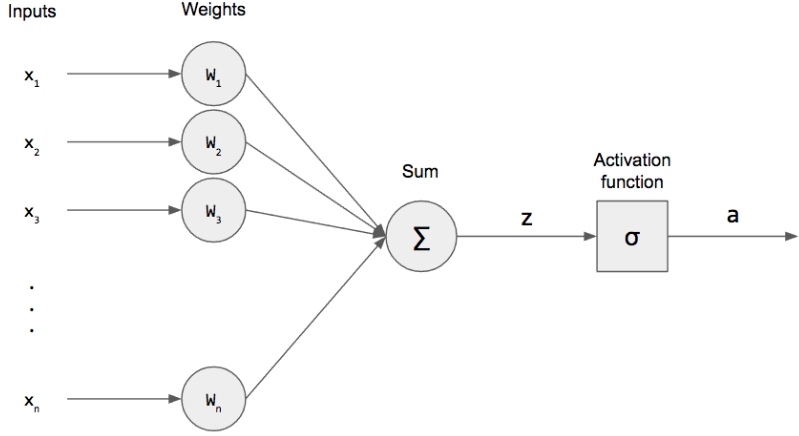 Inputs
Weights
x1
W1
x2
W2
x3
W3
.
.
.
xn
Wn
Sum
Σ
z
Activation
function
σ
a